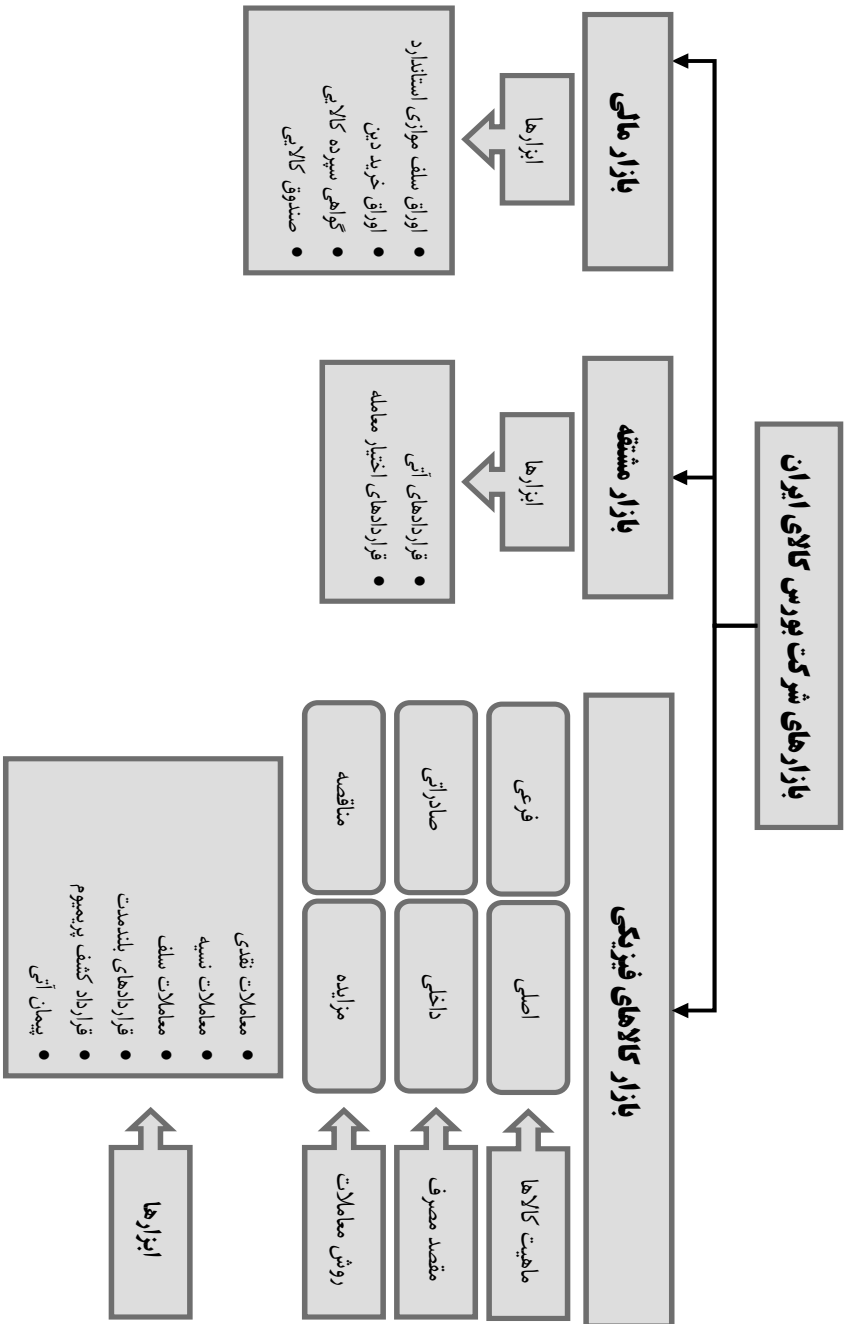 بازارهای شرکت بورس کالای ایران
بازار کالاهای فیزیکی
ماهیت کالاها
اصلی
فرعی
مقصد مصرف
داخلی
صادراتی
روش معاملات
مزایده
مناقصه
ابزارها
معاملات نقدی
معاملات نسیه
معاملات سلف
قراردادهای بلندمدت
قرارداد کشف پریمیوم
پیمان آتی
بازار مشتقه
ابزارها
قراردادهای آتی
قراردادهای اختیار معامله
بازار مالی
ابزارها
اوراق سلف موازی استاندارد
اوراق خرید دین
گواهی سپرده کالایی
صندوق کالایی